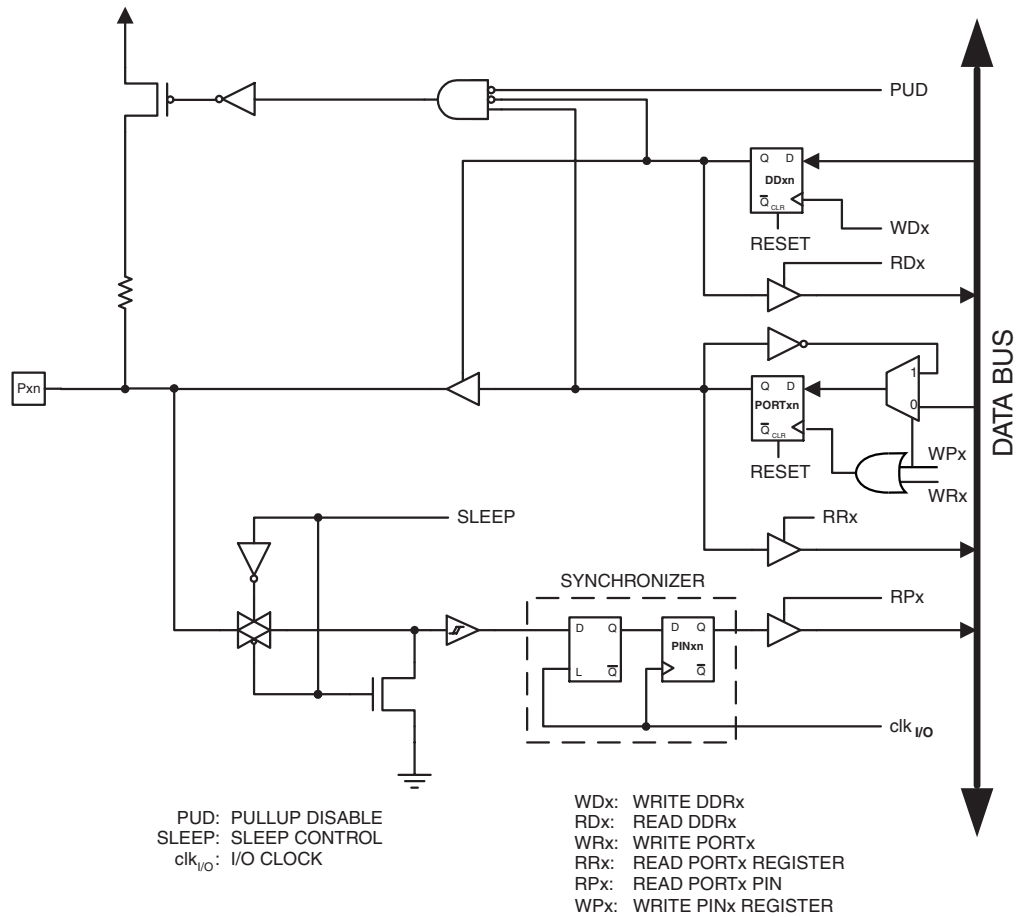 PUD
Q D
DDxn
Q CLR
WDx
RESET
RDx
Pxn
1
Q D
PORTxn
0
Q CLR
WPx
RESET
WRx
DATA BUS
SLEEP
RRx
SYNCHRONIZER
RPx
D Q
D Q
PINxn
L Q
Q
clk I/O
PUD: PULLUP DISABLE
SLEEP: SLEEP CONTROL
clkI/O: I/O CLOCK
WDx: WRITE DDRx
RDx: READ DDRx
WRx: WRITE PORTx
RRx: READ PORTx REGISTER
RPx: READ PORTx PIN
WPx: WRITE PINx REGISTER